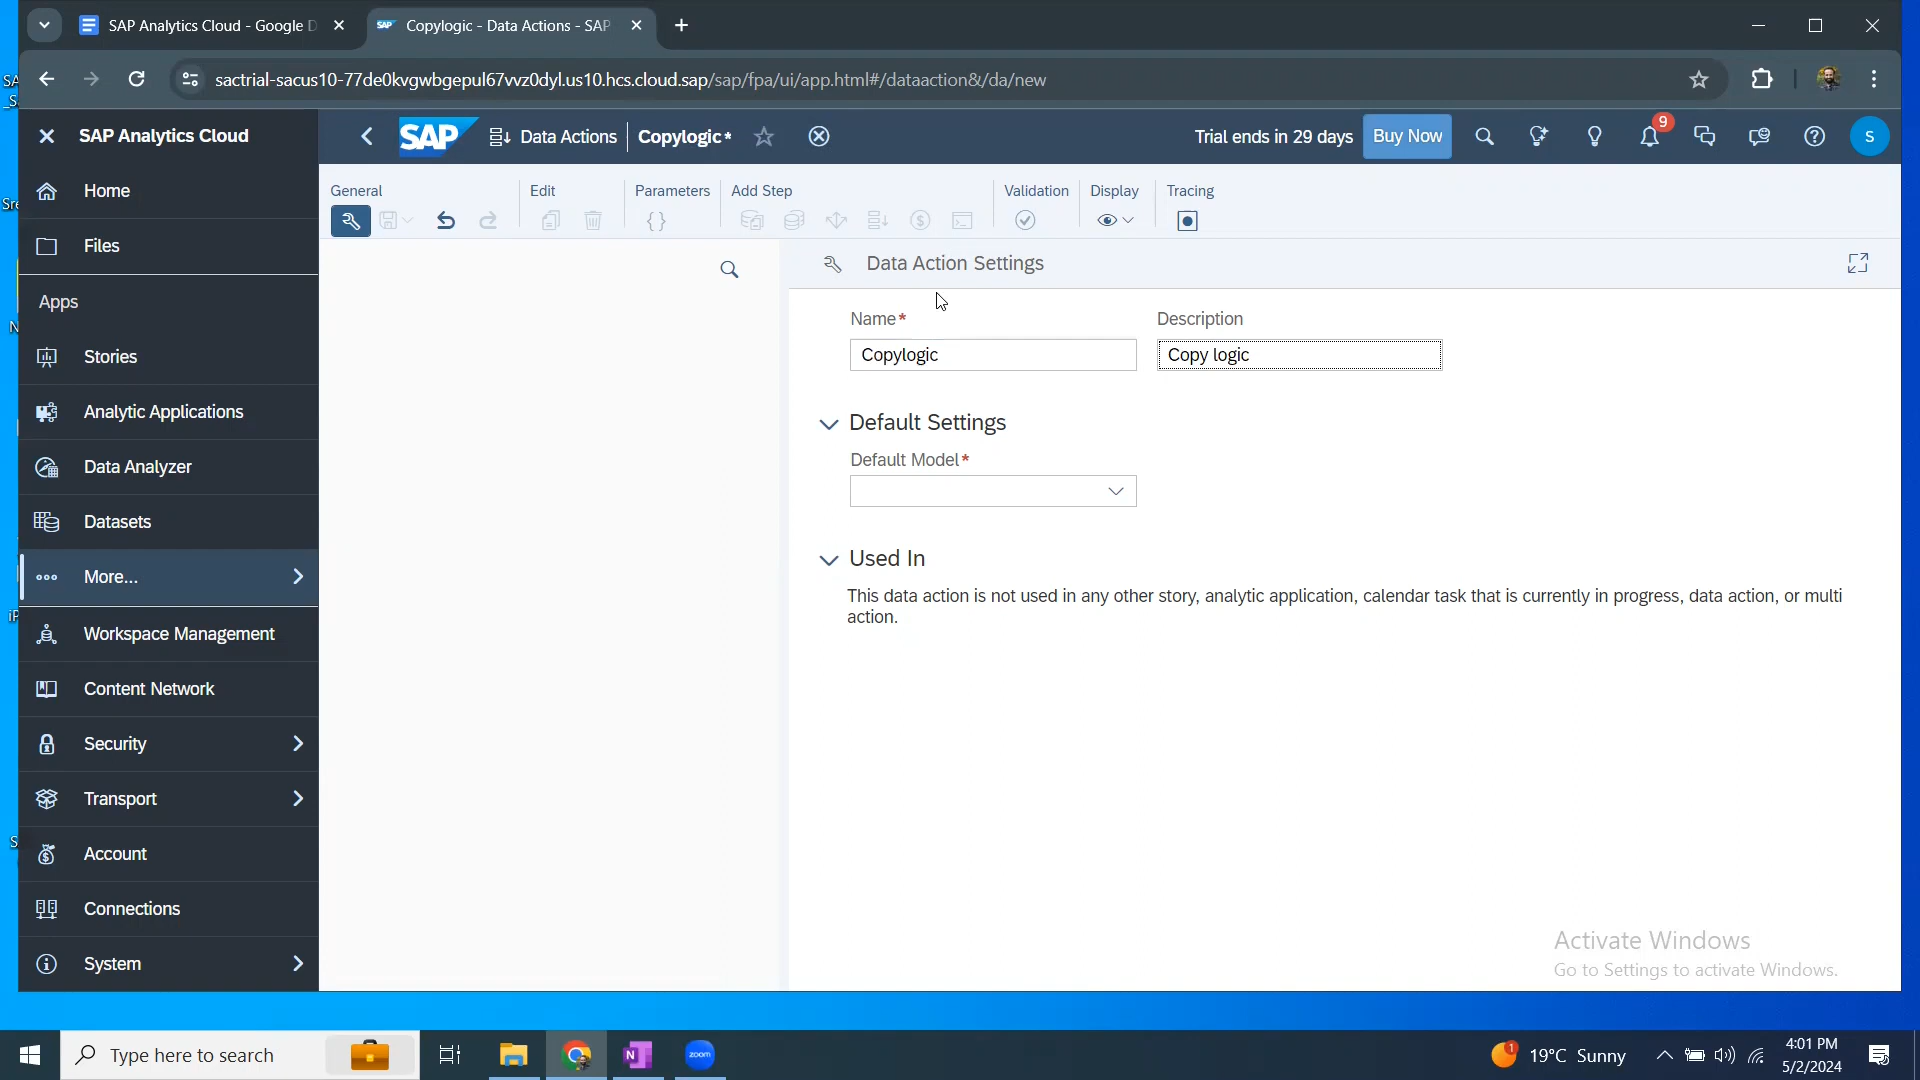 SAP Analytics Cloud - Google D
Copylogic - Data Actions - SAP
sactrial-sacus10-77de0kvgwbgepul67vvz0dyl.us10.hcs.cloud.sap/sap/fpa/ui/app.html#/dataaction&/da/new
SAP Analytics Cloud
SAP
Data Actions
Copylogic*
Trial ends in 29 days
Buy Now
9
S
Home
Files
Apps
Stories
Analytic Applications
Data Analyzer
Datasets
More...
Workspace Management
Content Network
Security
Transport
Account
Connections
System
General
Edit
Parameters
Add Step
Validation
Display
Tracing
Data Action Settings
Name*
Description
Copylogic
Copy logic
Default Settings
Default Model*
Used In
This data action is not used in any other story, analytic application, calendar task that is currently in progress, data action, or multi
action.
Activate Windows
Go to Settings to activate Windows.
Type here to search
N
zoom
1
19°C Sunny
4:01 PM
5/2/2024